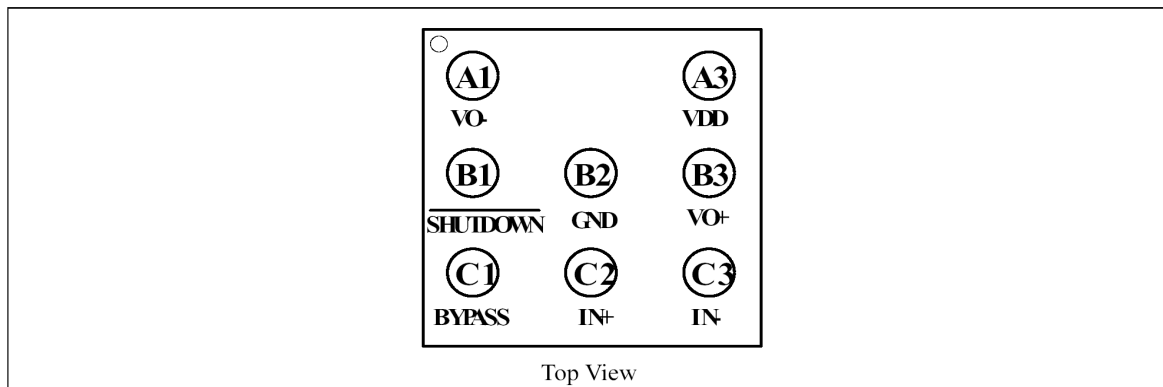 A1 A3
VO- VDD
B1 B2 B3
SHUTDOWN GND VO+
C1 C2 C3
BYPASS IN+ IN-
Top View